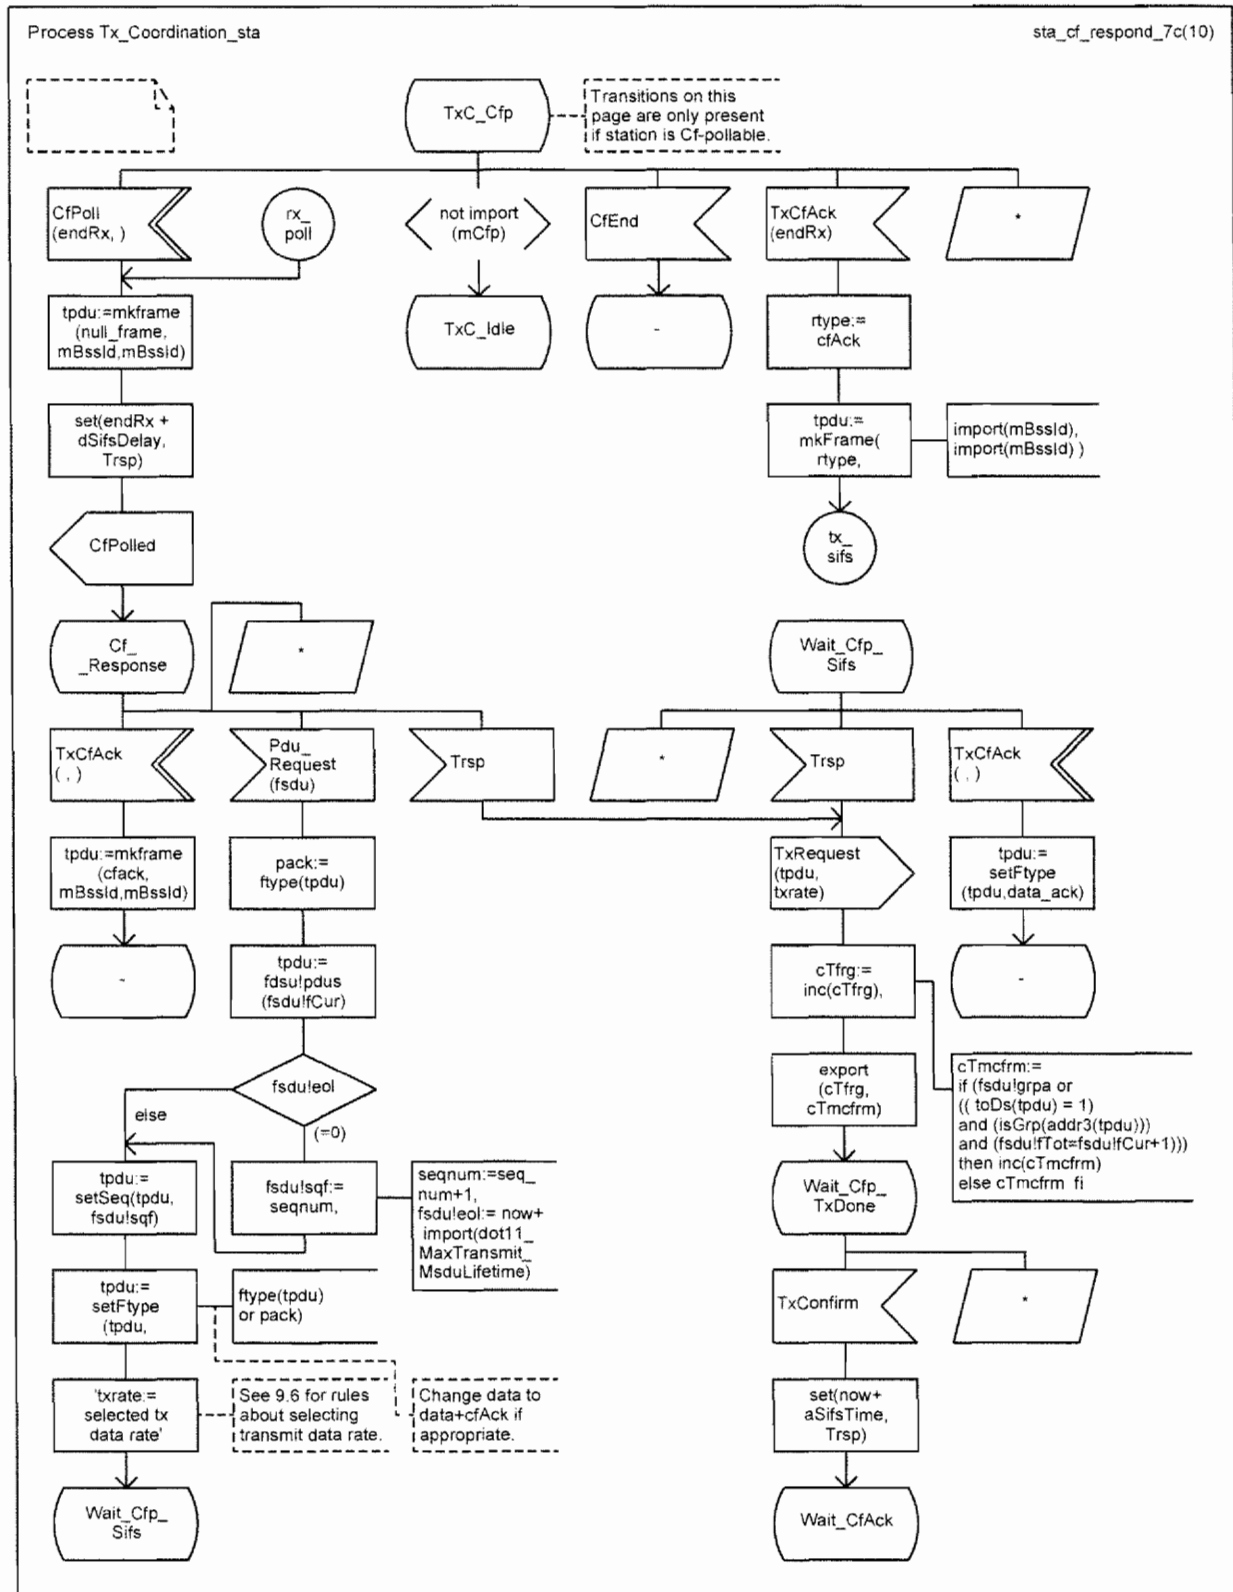 Process Tx_Coordination_sta
sta_cf_respond_7c(10)
TxC_Cfp
Transitions on this
page are only present
if station is Cf-pollable.
CfPoll
(endRx, )
rx_
poll
not import
(mCfp)
CfEnd
TxCfAck
(endRx)
*
tpdu:=mkframe
(null_frame,
mBssId,mBssId)
TxC_Idle
-
rtype:=
cfAck
set(endRx +
dSifsDelay,
Trsp)
tpdu:=
mkFrame(
rtype,
import(mBssId),
import(mBssId) )
CfPolled
tx_
sifs
Cf_
_Response
*
Wait_Cfp_
Sifs
TxCfAck
( , )
Pdu_
Request
(fsdu)
Trsp
*
Trsp
TxCfAck
( , )
tpdu:=mkframe
(cfack,
mBssId,mBssId)
pack:=
ftype(tpdu)
TxRequest
(tpdu,
txrate)
tpdu:=
setFtype
(tpdu,data_ack)
-
tpdu:=
fdsu!pdus
(fsdu!fCur)
cTfrg:=
inc(cTfrg),
-
fsdu!eol
else
(=0)
export
(cTfrg,
cTmcfrm)
cTmcfrm:=
if (fsdu!grpa or
(( toDs(tpdu) = 1)
and (isGrp(addr3(tpdu)))
and (fsdu!fTot=fsdu!fCur+1)))
then inc(cTmcfrm)
else cTmcfrm fi
tpdu:=
setSeq(tpdu,
fsdu!sqf)
fsdu!sqf:=
seqnum,
seqnum:=seq_
num+1,
fsdu!eol:= now+
import(dot11_
MaxTransmit_
MsduLifetime)
Wait_Cfp_
TxDone
tpdu:=
setFtype
(tpdu,
ftype(tpdu)
or pack)
TxConfirm
*
'txrate:=
selected tx
data rate'
See 9.6 for rules
about selecting
transmit data rate.
Change data to
data+cfAck if
appropriate.
set(now+
aSifsTime,
Trsp)
Wait_Cfp_
Sifs
Wait_CfAck